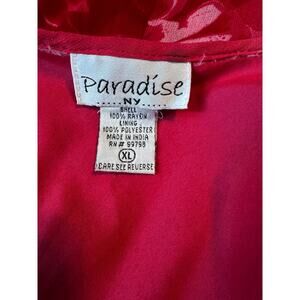 Paradise
.....NY.....
SHELL
100% RAYON
LINING
100% POLYESTER
MADE IN INDIA
RN # 99798
XL
CARE SEE REVERSE